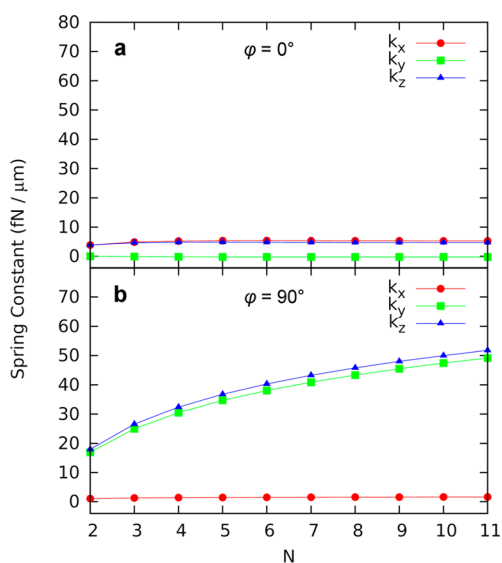 80
a
φ = 0°
kx
ky
kz
70
60
50
40
30
20
10
0
Spring Constant (fN / μm)
b
φ = 90°
kx
ky
kz
70
60
50
40
30
20
10
0
2 3 4 5 6 7 8 9 10 11
N